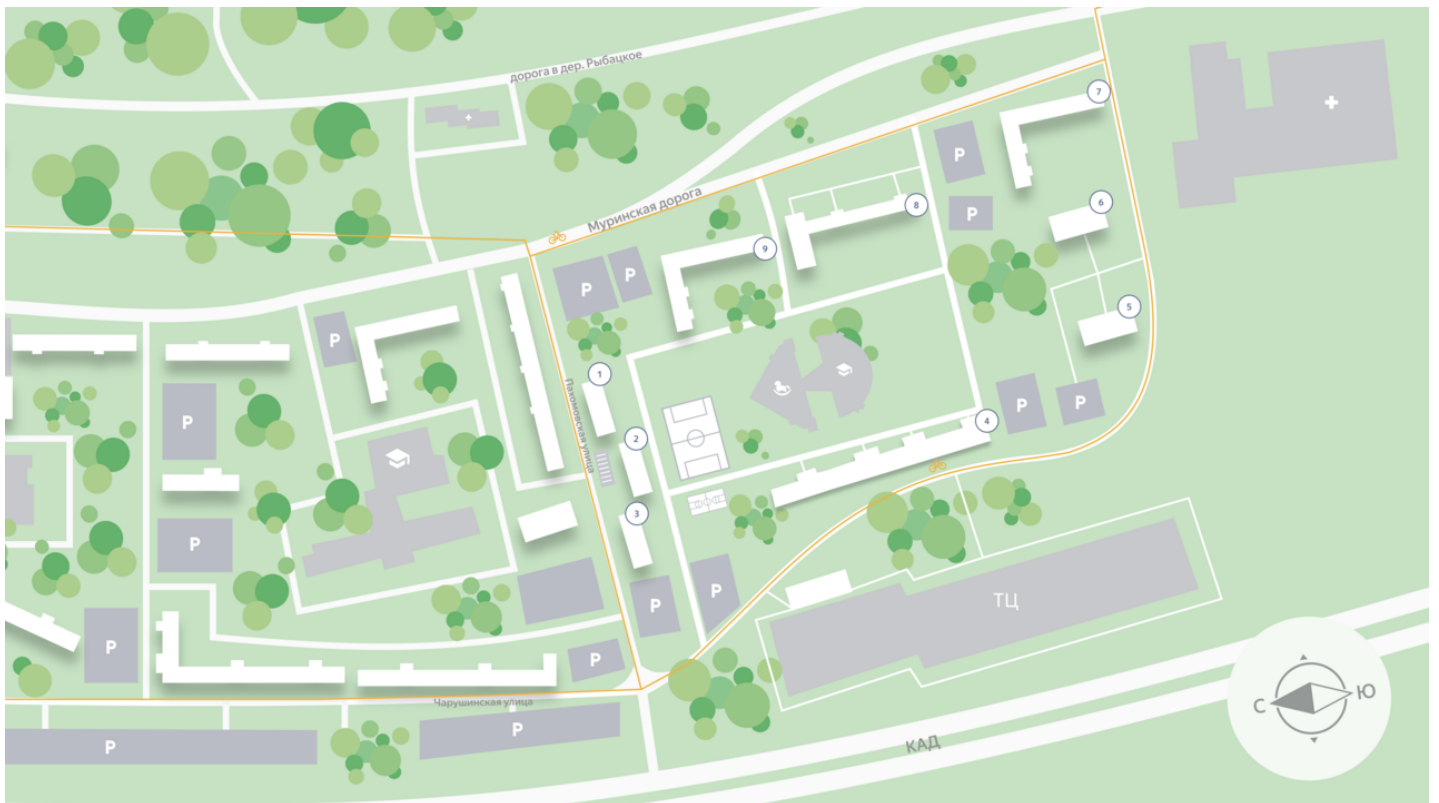 дорога в дер. Рыбацкое
7
P
6
Муринская дорога
8
P
9
P
P
5
P
1
P
Пахомовская улица
P
P
4
2
P
3
P
P
P
ТЦ
P
P
P
Чарушинская улица
С
Ю
P
КАД
P